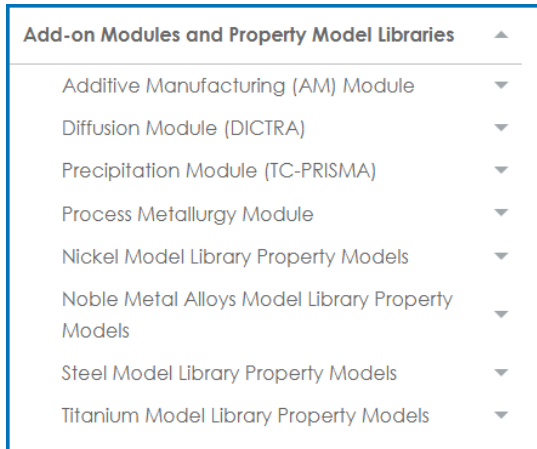 Add-on Modules and Property Model Libraries
Additive Manufacturing (AM) Module
Diffusion Module (DICTRA)
Precipitation Module (TC-PRISMA)
Process Metallurgy Module
Nickel Model Library Property Models
Noble Metal Alloys Model Library Property
Models
Steel Model Library Property Models
Titanium Model Library Property Models